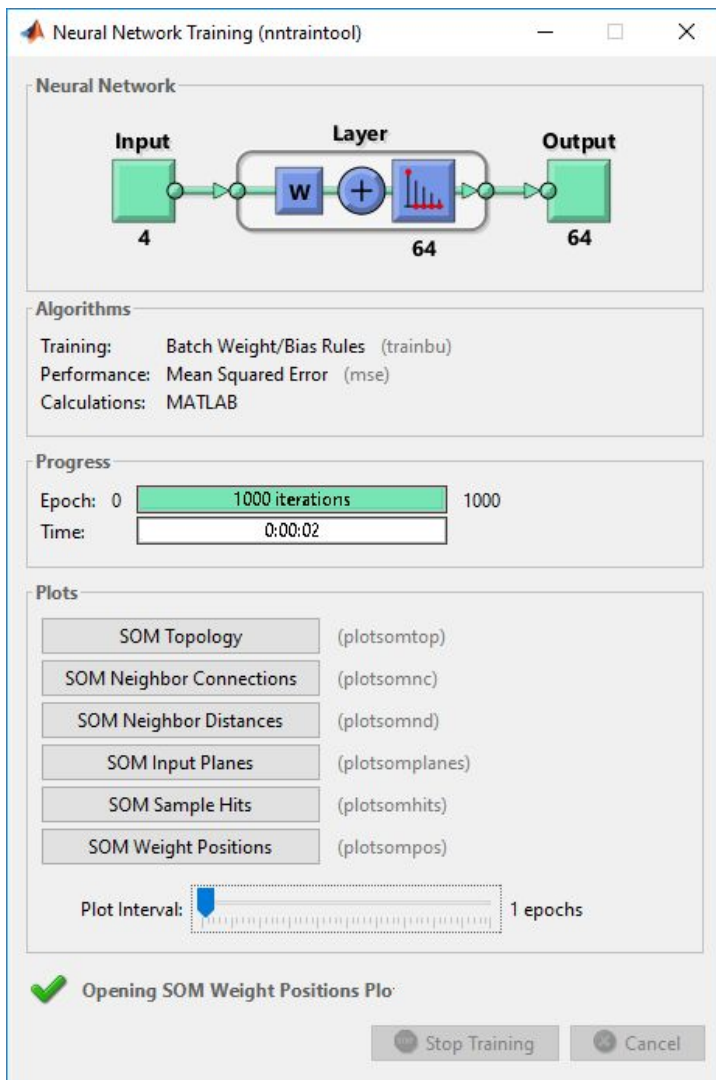 Neural Network Training (nntraintool)
Neural Network
Input
Layer
Output
W
+
4
64
64
Algorithms
Training: Batch Weight/Bias Rules (trainbu)
Performance: Mean Squared Error (mse)
Calculations: MATLAB
Progress
Epoch: 0 1000 iterations 1000
Time: 0:00:02
Plots
SOM Topology (plotsomtop)
SOM Neighbor Connections (plotsomnc)
SOM Neighbor Distances (plotsomnd)
SOM Input Planes (plotsomplanes)
SOM Sample Hits (plotsomhits)
SOM Weight Positions (plotsompos)
Plot Interval: 1 epochs
Opening SOM Weight Positions Plo
Stop Training Cancel